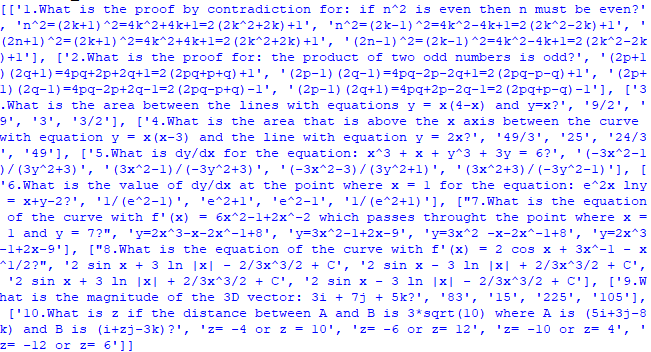 [['1.What is the proof by contradiction for: if n^2 is even then n must be even?'
, 'n^2=(2k+1)^2=4k^2+4k+1=2(2k^2+2k)+1', 'n^2=(2k-1)^2=4k^2-4k+1=2(2k^2-2k)+1', '
(2n+1)^2=(2k+1)^2=4k^2+4k+1=2(2k^2+2k)+1', '(2n-1)^2=(2k-1)^2=4k^2-4k+1=2(2k^2-2k
)+1'], ['2.What is the proof for: the product of two odd numbers is odd?', '(2p+1
)(2q+1)=4pq+2p+2q+1=2(2pq+p+q)+1', '(2p-1)(2q-1)=4pq-2p-2q+1=2(2pq-p-q)+1', '(2p+
1)(2q-1)=4pq-2p+2q-1=2(2pq-p+q)-1', '(2p-1)(2q+1)=4pq+2p-2q-1=2(2pq+p-q)-1'], ['3
.What is the area between the lines with equations y = x(4-x) and y=x?', '9/2', '
9', '3', '3/2'], ['4.What is the area that is above the x axis between the curve 
with equation y = x(x-3) and the line with equation y = 2x?', '49/3', '25', '24/3
', '49'], ['5.What is dy/dx for the equation: x^3 + x + y^3 + 3y = 6?', '(-3x^2-1
)/(3y^2+3)', '(3x^2-1)/(-3y^2+3)', '(-3x^2-3)/(3y^2+1)', '(3x^2+3)/(-3y^2-1)'], [
'6.What is the value of dy/dx at the point where x = 1 for the equation: e^2x lny
= x+y-2?', '1/(e^2-1)', 'e^2+1', 'e^2-1', '1/(e^2+1)'], ["7.What is the equation
of the curve with f'(x) = 6x^2-1+2x^-2 which passes throught the point where x =
1 and y = 7?", 'y=2x^3-x-2x^-1+8', 'y=3x^2-1+2x-9', 'y=3x^2 -x-2x^-1+8', 'y=2x^3
-1+2x-9'], ["8.What is the equation of the curve with f'(x) = 2 cos x + 3x^-1 - x
^1/2?", '2 sin x + 3 ln |x| - 2/3x^3/2 + C', '2 sin x - 3 ln |x| + 2/3x^3/2 + C',
'2 sin x + 3 ln |x| + 2/3x^3/2 + C', '2 sin x - 3 ln |x| - 2/3x^3/2 + C'], ['9.W
hat is the magnitude of the 3D vector: 3i + 7j + 5k?', '83', '15', '225', '105'],
['10.What is z if the distance between A and B is 3*sqrt(10) where A is (5i+3j-8
k) and B is (i+zj-3k)?', 'z= -4 or z = 10', 'z= -6 or z= 12', 'z= -10 or z= 4', '
z= -12 or z= 6']]